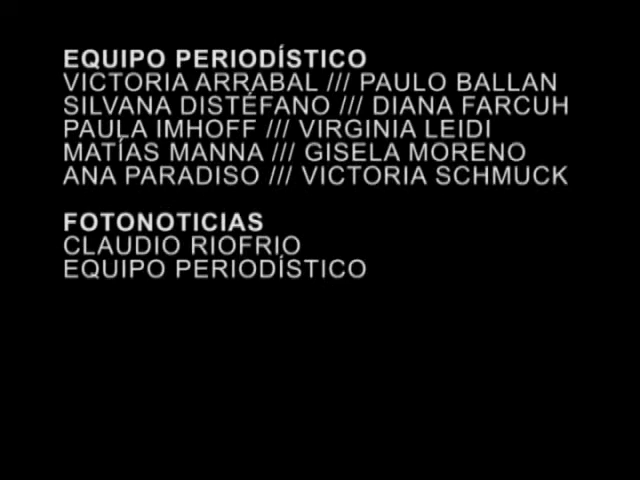 EQUIPO PERIODÍSTICO
VICTORIA ARRABAL /// PAULO BALLAN
SILVANA DISTÉFANO /// DIANA FARCUH
PAULA IMHOFF /// VIRGINIA LEIDI
MATÍAS MANNA /// GISELA MORENO
ANA PARADISO /// VICTORIA SCHMUCK
FOTONOTICIAS
CLAUDIO RIOFRIO
EQUIPO PERIODÍSTICO